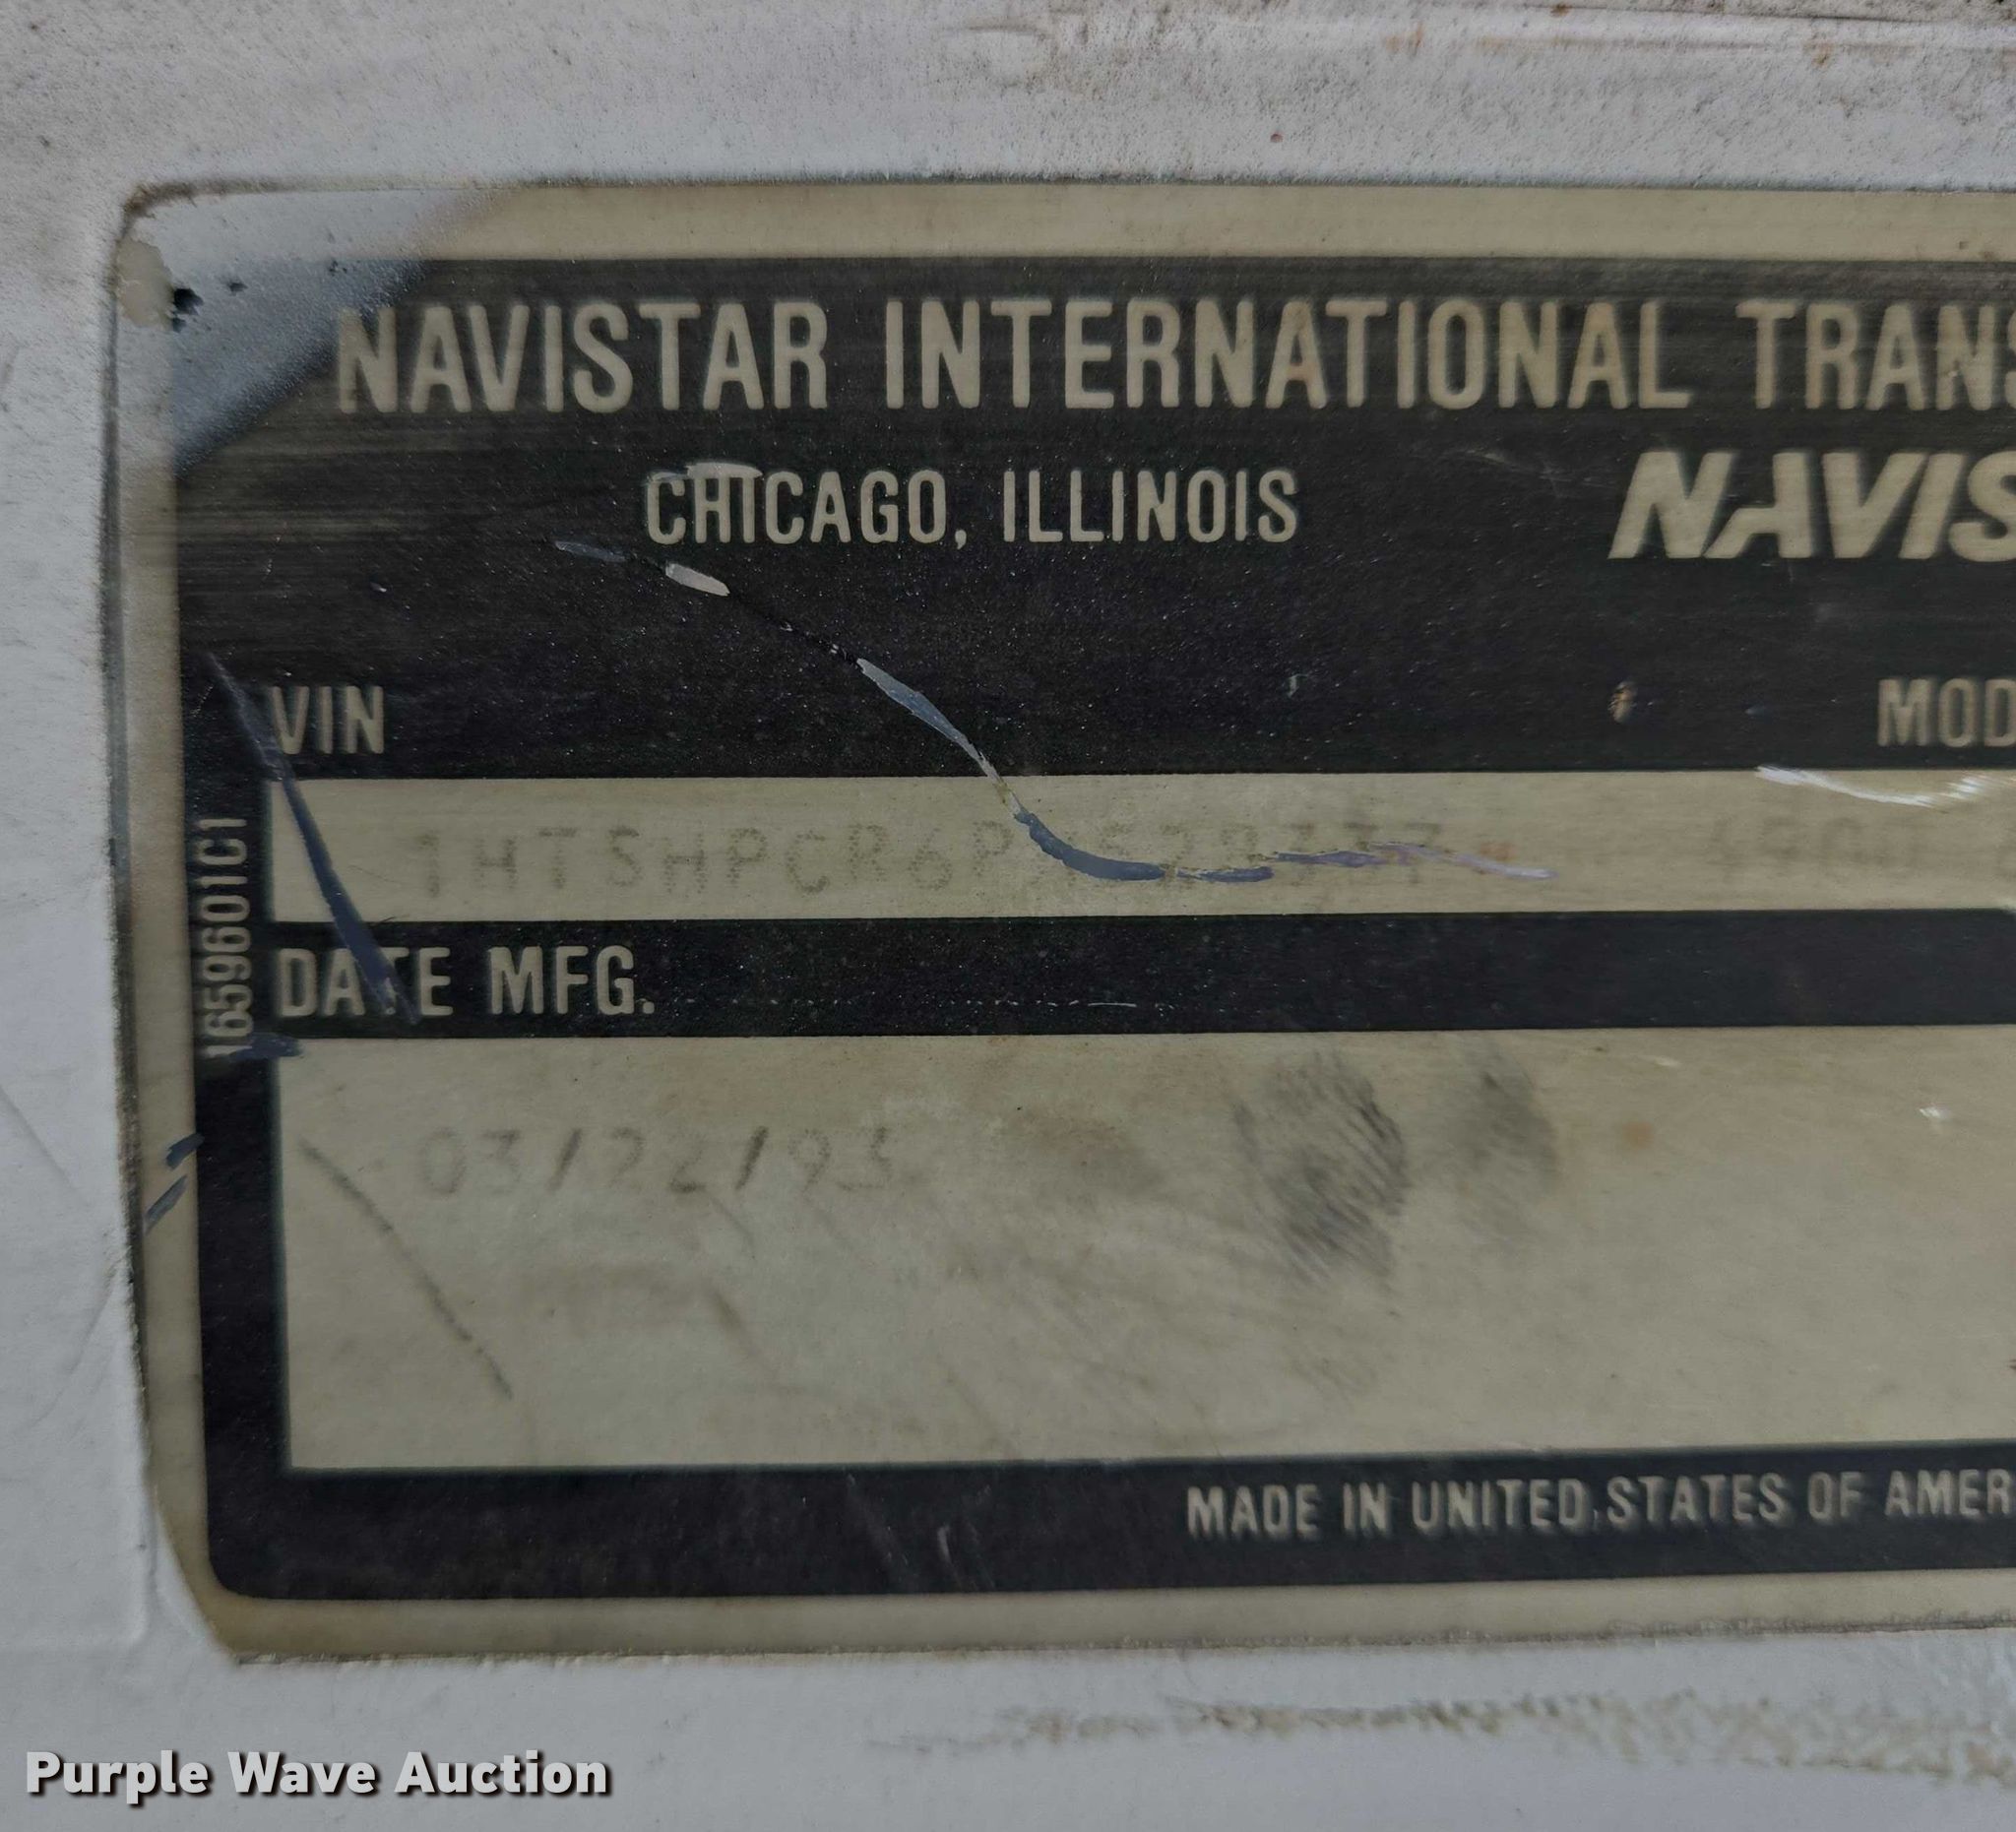 NAVISTAR INTERNATIONAL TRANS
CHICAGO, ILLINOIS
NAVIS
VIN
MOD
1659601C1
DATE MFG.
03/22/93
MADE IN UNITED STATES OF AMER
Purple Wave Auction